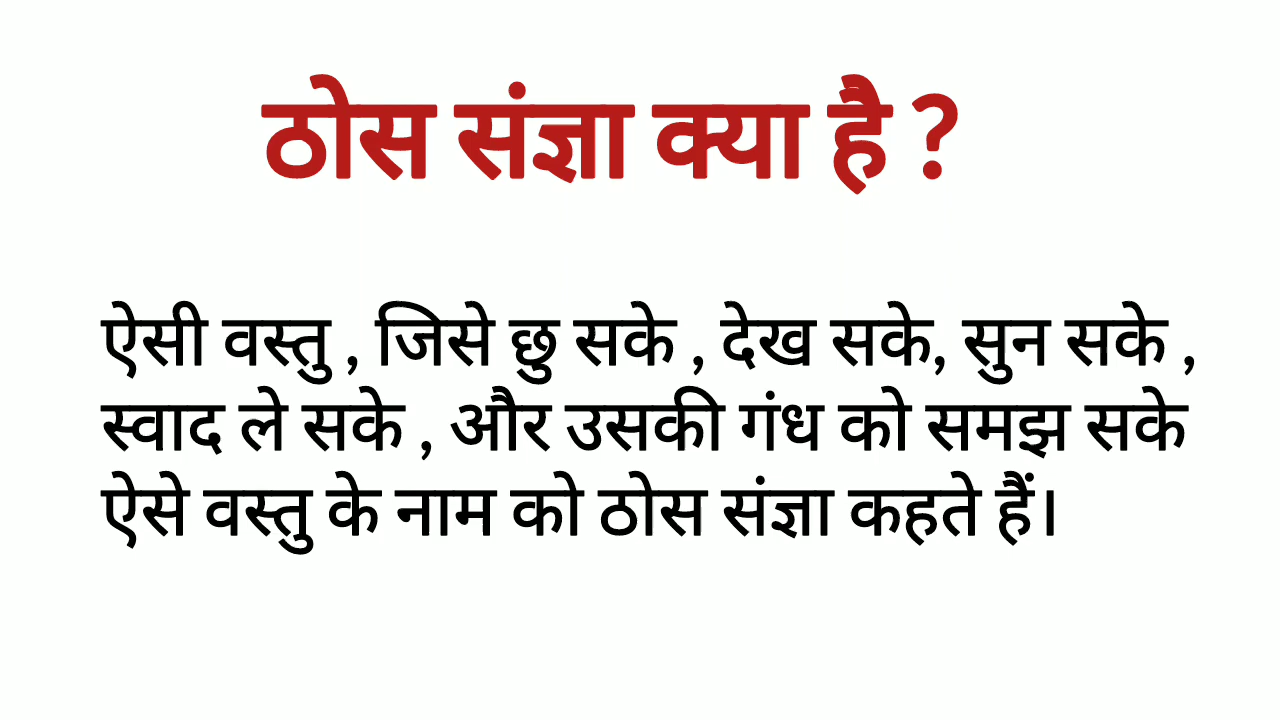 ठोस संज्ञा क्या है ?
ऐसी वस्तु , जिसे छु सके , देख सके, सुन सके ,
स्वाद ले सके , और उसकी गंध को समझ सके
ऐसे वस्तु के नाम को ठोस संज्ञा कहते हैं।